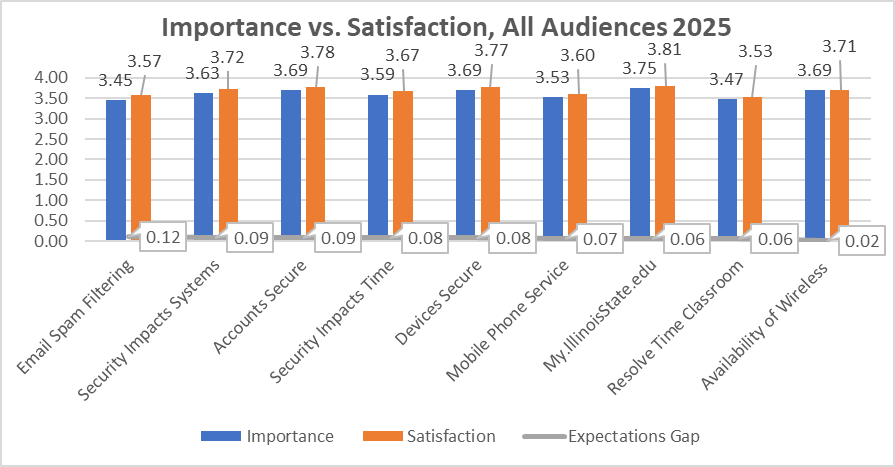 Importance vs. Satisfaction, All Audiences 2025
3.45 3.57 3.63 3.72 3.69 3.78 3.59 3.67 3.69 3.77 3.53 3.60 3.75 3.81 3.47 3.53 3.69 3.71
4.00
3.50
3.00
2.50
2.00
1.50
1.00
0.50
0.00
0.12 0.09 0.09 0.08 0.08 0.07 0.06 0.06 0.02
Email Spam Filtering
Security Impacts Systems
Accounts Secure
Security Impacts Time
Devices Secure
Mobile Phone Service
My.IllinoisState.edu
Resolve Time Classroom
Availability of Wireless
Importance Satisfaction Expectations Gap